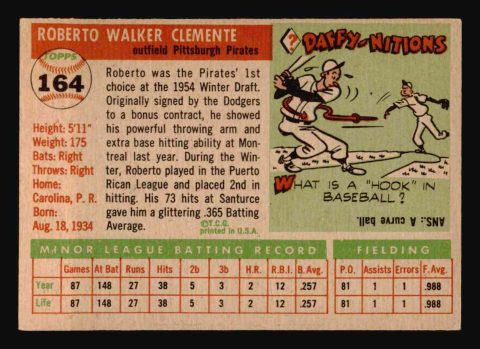 ROBERTO WALKER CLEMENTE
outfield Pittsburgh Pirates
TOPPS
164
Height: 5'11"
Weight: 175
Bats: Right
Throws: Right
Home:
Carolina, P. R.
Born:
Aug. 18, 1934
Roberto was the Pirates' 1st
choice at the 1954 Winter Draft.
Originally signed by the Dodgers
to a bonus contract, he showed
his powerful throwing arm and
extra base hitting ability at Mon-
treal last year. During the Win-
ter, Roberto played in the Puerto
Rican League and placed 2nd in
hitting. His 73 hits at Santurce
gave him a glittering .365 Batting
Average.
©T.C.G.
printed in U.S.A.
? DAFFY-NITIONS
WHAT IS A "HOOK" IN
BASEBALL?
ANS.: A curve ball.
MINOR LEAGUE BATTING RECORD FIELDING
Games At Bat Runs Hits 2b 3b H.R. R.B.I. B. Avg. P.O. Assists Errors F. Avg.
Year 87 148 27 38 5 3 2 12 .257 81 1 1 .988
Life 87 148 27 38 5 3 2 12 .257 81 1 1 .988